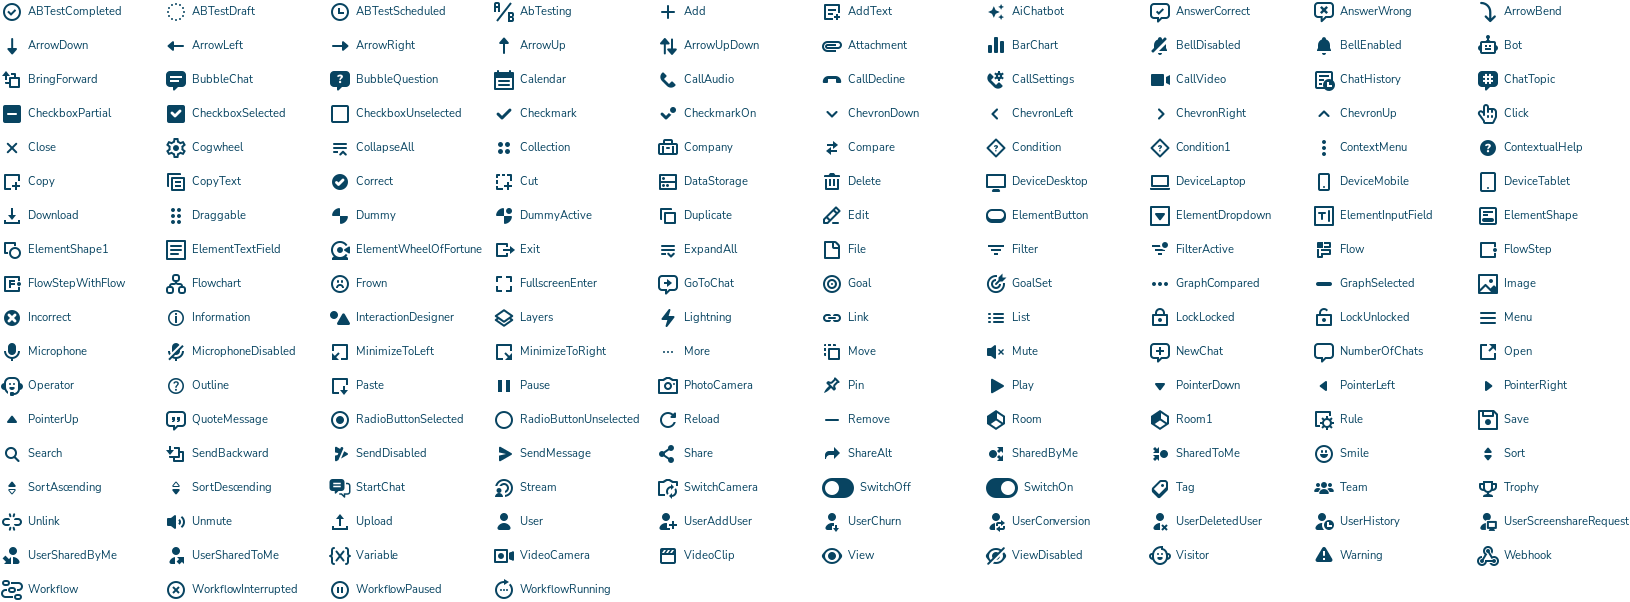 ABTestCompleted ABTestDraft ABTestScheduled AbTesting Add AddText AiChatbot AnswerCorrect AnswerWrong ArrowBend
ArrowDown ArrowLeft ArrowRight ArrowUp ArrowUpDown Attachment BarChart BellDisabled BellEnabled Bot
BringForward BubbleChat BubbleQuestion Calendar CallAudio CallDecline CallSettings CallVideo ChatHistory ChatTopic
CheckboxPartial CheckboxSelected CheckboxUnselected Checkmark CheckmarkOn ChevronDown ChevronLeft ChevronRight ChevronUp Click
Close Cogwheel CollapseAll Collection Company Compare Condition Condition1 ContextMenu ContextualHelp
Copy CopyText Correct Cut DataStorage Delete DeviceDesktop DeviceLaptop DeviceMobile DeviceTablet
Download Draggable Dummy DummyActive Duplicate Edit ElementButton ElementDropdown ElementInputField ElementShape
ElementShape1 ElementTextField ElementWheelOfFortune Exit ExpandAll File Filter FilterActive Flow FlowStep
FlowStepWithFlow Flowchart Frown FullscreenEnter GoToChat Goal GoalSet GraphCompared GraphSelected Image
Incorrect Information InteractionDesigner Layers Lightning Link List LockLocked LockUnlocked Menu
Microphone MicrophoneDisabled MinimizeToLeft MinimizeToRight More Move Mute NewChat NumberOfChats Open
Operator Outline Paste Pause PhotoCamera Pin Play PointerDown PointerLeft PointerRight
PointerUp QuoteMessage RadioButtonSelected RadioButtonUnselected Reload Remove Room Room1 Rule Save
Search SendBackward SendDisabled SendMessage Share ShareAlt SharedByMe SharedToMe Smile Sort
SortAscending SortDescending StartChat Stream SwitchCamera SwitchOff SwitchOn Tag Team Trophy
Unlink Unmute Upload User UserAddUser UserChurn UserConversion UserDeletedUser UserHistory UserScreenshareRequest
UserSharedByMe UserSharedToMe Variable VideoCamera VideoClip View ViewDisabled Visitor Warning Webhook
Workflow WorkflowInterrupted WorkflowPaused WorkflowRunning